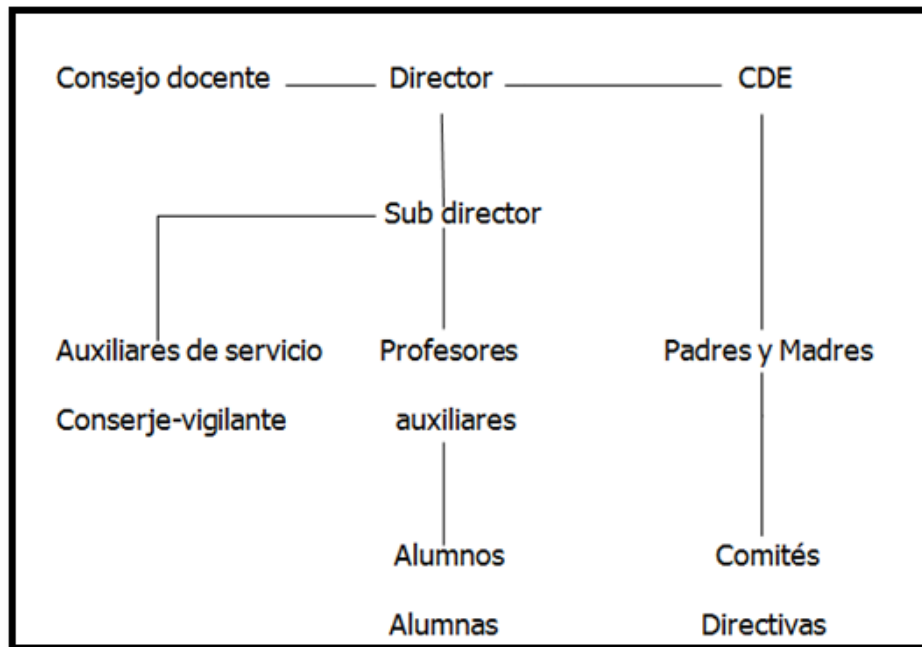 Consejo docente Director CDE
Sub director
Auxiliares de servicio Profesores Padres y Madres
Conserje-vigilante auxiliares
Alumnos Comités
Alumnas Directivas